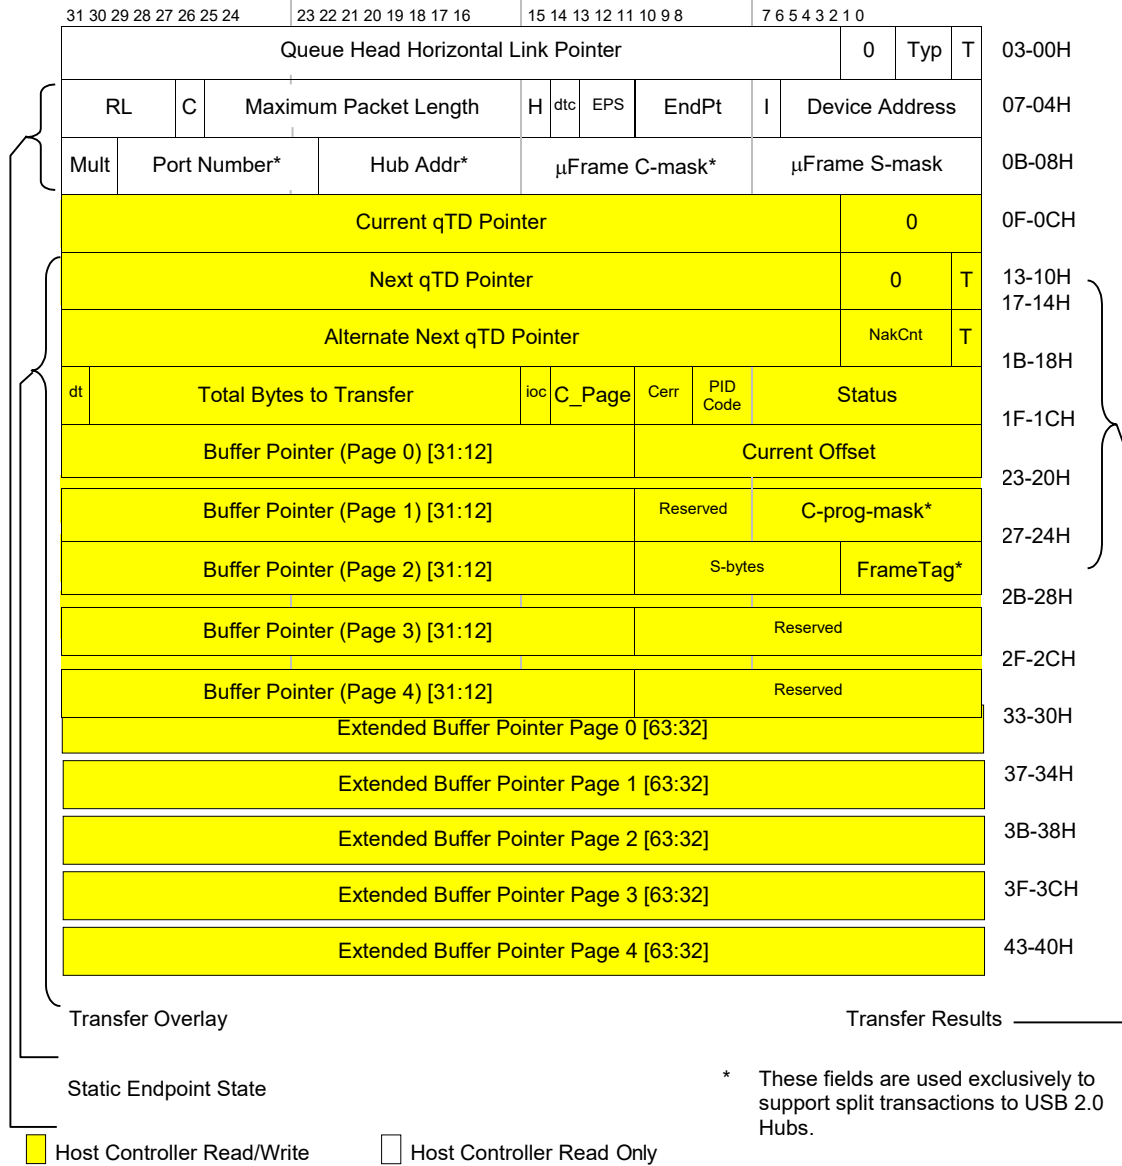 31 30 29 28 27 26 25 24 23 22 21 20 19 18 17 16 15 14 13 12 11 10 9 8 7 6 5 4 3 2 1 0
Queue Head Horizontal Link Pointer 0 Typ T 03-00H
RL C Maximum Packet Length H dtc EPS EndPt I Device Address 07-04H
Mult Port Number* Hub Addr* μFrame C-mask* μFrame S-mask 0B-08H
Current qTD Pointer 0 0F-0CH
Next qTD Pointer 0 T 13-10H
17-14H
Alternate Next qTD Pointer NakCnt T
1B-18H
dt Total Bytes to Transfer ioc C_Page Cerr PID Code Status
1F-1CH
Buffer Pointer (Page 0) [31:12] Current Offset
23-20H
Buffer Pointer (Page 1) [31:12] Reserved C-prog-mask*
27-24H
Buffer Pointer (Page 2) [31:12] S-bytes FrameTag*
2B-28H
Buffer Pointer (Page 3) [31:12] Reserved
2F-2CH
Buffer Pointer (Page 4) [31:12] Reserved
33-30H
Extended Buffer Pointer Page 0 [63:32]
37-34H
Extended Buffer Pointer Page 1 [63:32]
3B-38H
Extended Buffer Pointer Page 2 [63:32]
3F-3CH
Extended Buffer Pointer Page 3 [63:32]
43-40H
Extended Buffer Pointer Page 4 [63:32]
Transfer Overlay Transfer Results
Static Endpoint State
* These fields are used exclusively to
support split transactions to USB 2.0
Hubs.
Host Controller Read/Write Host Controller Read Only